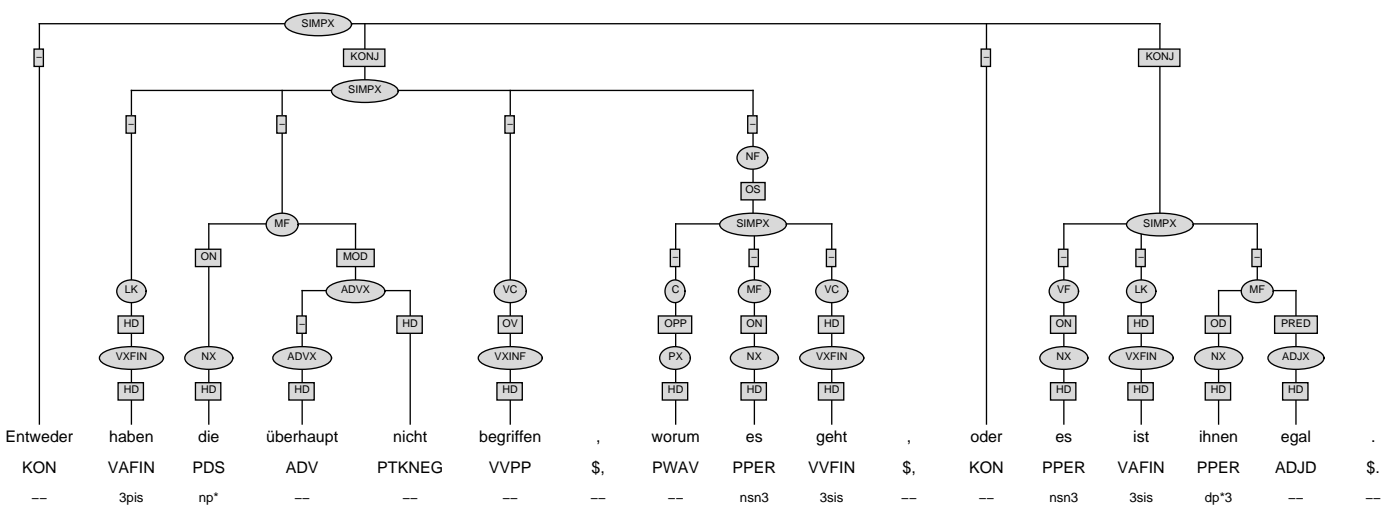 SIMPX
– KONJ – KONJ
SIMPX
– – – –
NF
OS
MF SIMPX SIMPX
ON MOD – – – – – –
LK ADVX VC C MF VC VF LK MF
HD – HD OV OPP ON HD ON HD OD PRED
VXFIN NX ADVX VXINF PX NX VXFIN NX VXFIN NX ADJX
HD HD HD HD HD HD HD HD HD HD HD
Entweder haben die überhaupt nicht begriffen , worum es geht , oder es ist ihnen egal .
KON VAFIN PDS ADV PTKNEG VVPP $, PWAV PPER VVFIN $, KON PPER VAFIN PPER ADJD $.
–– 3pis np* –– –– –– –– –– nsn3 3sis –– –– nsn3 3sis dp*3 –– ––